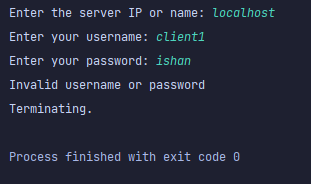 Enter the server IP or name: localhost
Enter your username: client1
Enter your password: ishan
Invalid username or password
Terminating.
Process finished with exit code 0